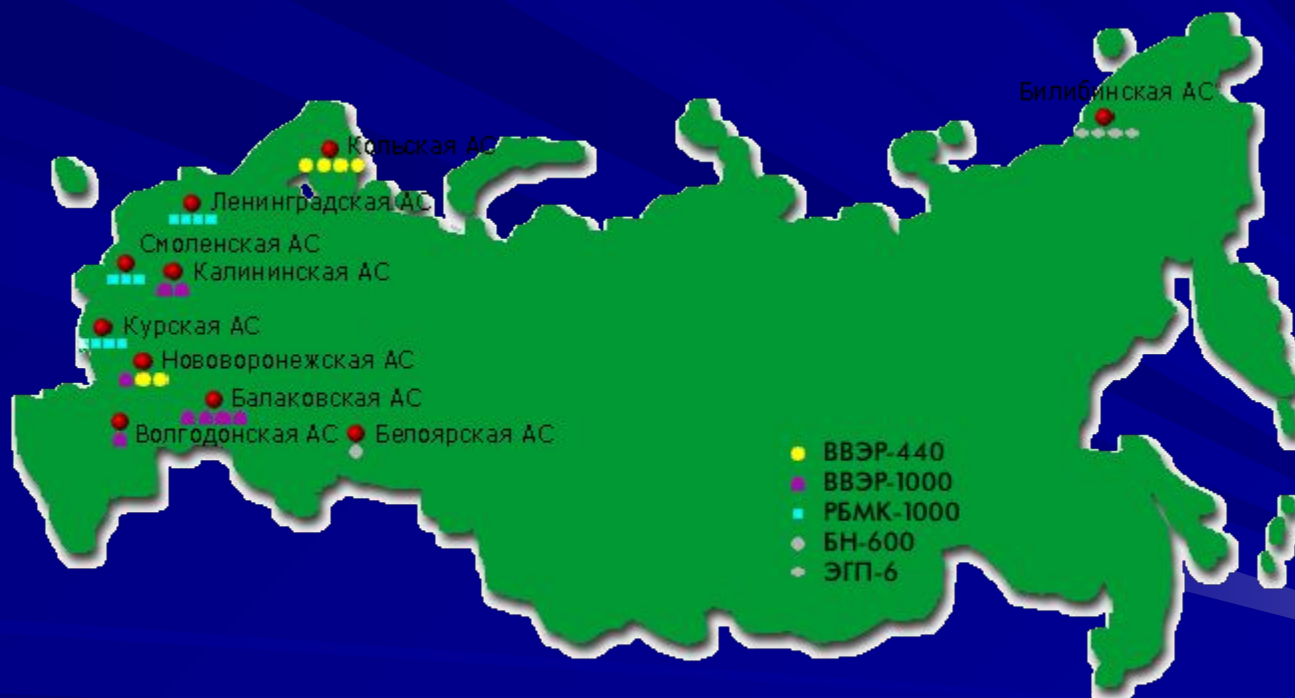 Билибинская АС
Кольская АС
Ленинградская АС
Смоленская АС
Калининская АС
Курская АС
Нововоронежская АС
Балаковская АС
Волгодонская АС
Белоярская АС
ВВЭР-440
ВВЭР-1000
РБМК-1000
БН-600
ЭГП-6